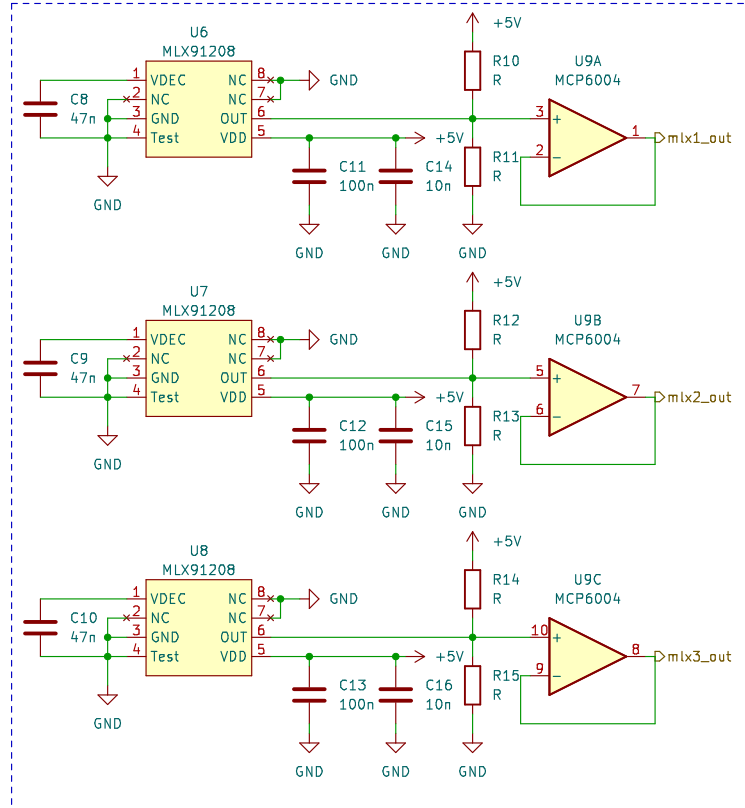 U6
MLX91208
C8
47n
1
VDEC
2
NC
3
GND
4
Test
NC
8
NC
7
OUT
6
VDD
5
GND
GND
+5V
C11
100n
C14
10n
GND
GND
+5V
R10
R
R11
R
GND
U9A
MCP6004
3
+
2
-
1
mlx1_out
U7
MLX91208
C9
47n
1
VDEC
2
NC
3
GND
4
Test
NC
8
NC
7
OUT
6
VDD
5
GND
GND
+5V
C12
100n
C15
10n
GND
GND
+5V
R12
R
R13
R
GND
U9B
MCP6004
5
+
6
-
7
mlx2_out
U8
MLX91208
C10
47n
1
VDEC
2
NC
3
GND
4
Test
NC
8
NC
7
OUT
6
VDD
5
GND
GND
+5V
C13
100n
C16
10n
GND
GND
+5V
R14
R
R15
R
GND
U9C
MCP6004
10
+
9
-
8
mlx3_out